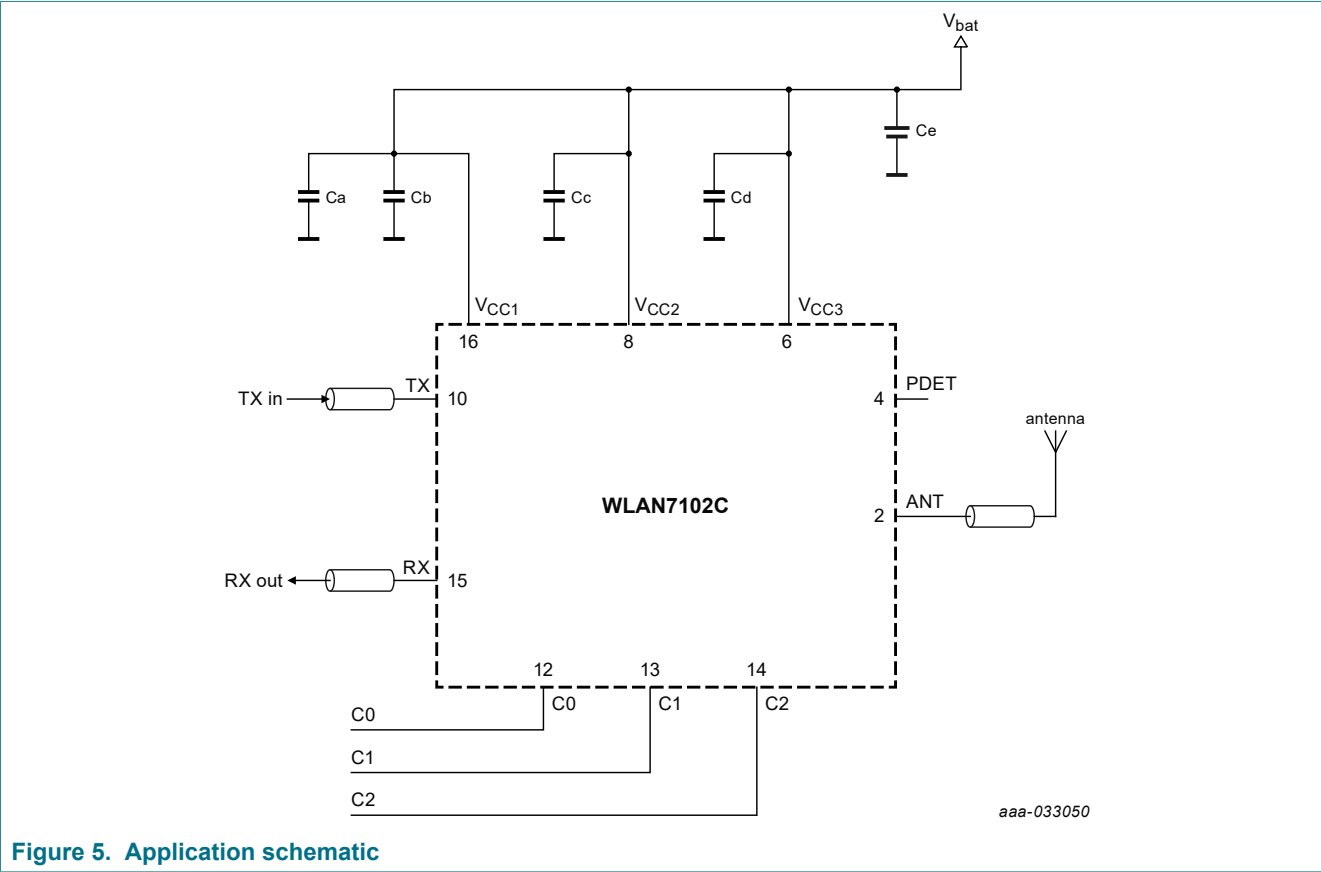 Vbat
Ce
Ca
Cb
Cc
Cd
VCC1
VCC2
VCC3
16
8
6
TX in
TX
10
4
PDET
antenna
WLAN7102C
2
ANT
RX out
RX
15
12
13
14
C0
C1
C2
C0
C1
C2
aaa-033050
Figure 5. Application schematic